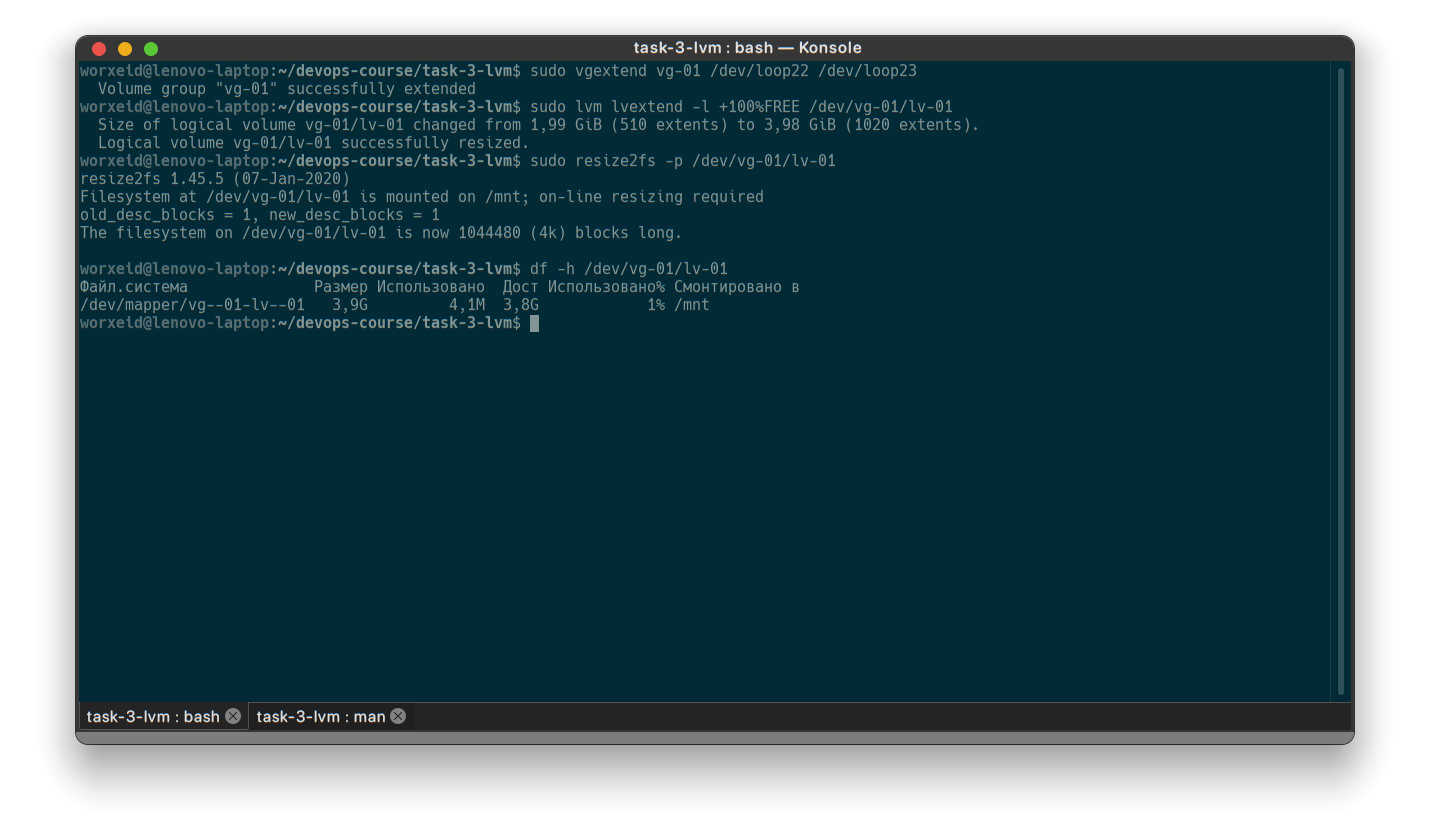 task-3-lvm : bash — Konsole
worxeid@lenovo-laptop:~/devops-course/task-3-lvm$ sudo vgextend vg-01 /dev/loop22 /dev/loop23
  Volume group "vg-01" successfully extended
worxeid@lenovo-laptop:~/devops-course/task-3-lvm$ sudo lvm lvextend -l +100%FREE /dev/vg-01/lv-01
  Size of logical volume vg-01/lv-01 changed from 1,99 GiB (510 extents) to 3,98 GiB (1020 extents).
  Logical volume vg-01/lv-01 successfully resized.
worxeid@lenovo-laptop:~/devops-course/task-3-lvm$ sudo resize2fs -p /dev/vg-01/lv-01
resize2fs 1.45.5 (07-Jan-2020)
Filesystem at /dev/vg-01/lv-01 is mounted on /mnt; on-line resizing required
old_desc_blocks = 1, new_desc_blocks = 1
The filesystem on /dev/vg-01/lv-01 is now 1044480 (4k) blocks long.

worxeid@lenovo-laptop:~/devops-course/task-3-lvm$ df -h /dev/vg-01/lv-01
Файл.система              Размер Использовано  Дост Использовано% Смонтировано в
/dev/mapper/vg--01-lv--01   3,9G         4,1M  3,8G            1% /mnt
worxeid@lenovo-laptop:~/devops-course/task-3-lvm$
task-3-lvm : bash task-3-lvm : man